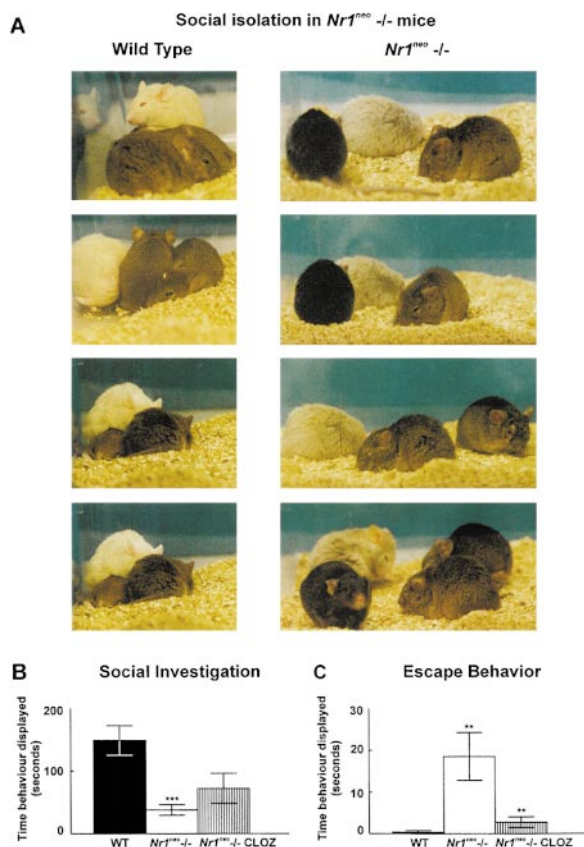 A
Social isolation in Nr1neo -/- mice
Wild Type
Nr1neo -/-
B
Social Investigation
Time behaviour displayed
(seconds)
200
100
0
***
WT
Nr1neo-/-
Nr1neo-/- CLOZ
C
Escape Behavior
Time behaviour displayed
(seconds)
30
20
10
0
**
**
WT
Nr1neo-/-
Nr1neo-/- CLOZ